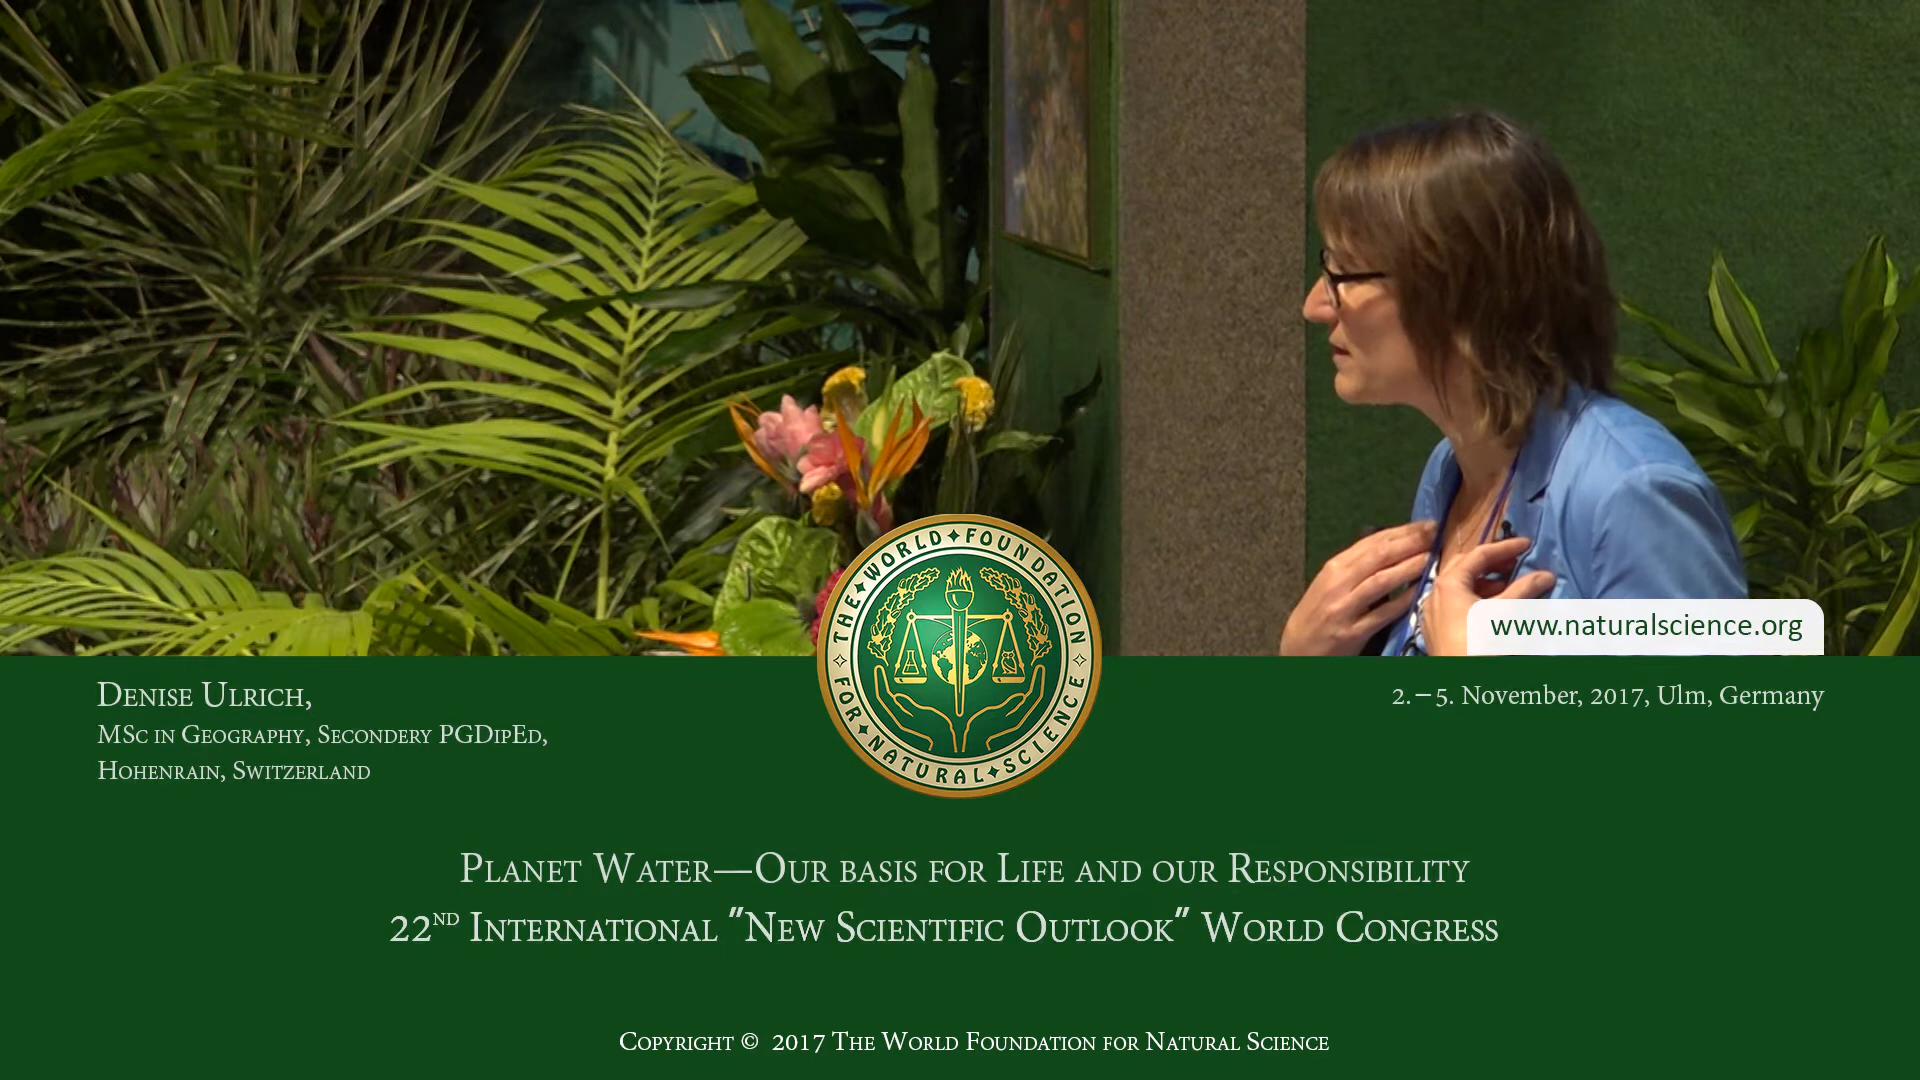 www.naturalscience.org
THE WORLD FOUNDATION FOR NATURAL SCIENCE
Denise Ulrich,
MSc in Geography, Secondery PGDipEd,
Hohenrain, Switzerland
2.–5. November, 2017, Ulm, Germany
Planet Water—Our basis for Life and our Responsibility
22nd International "New Scientific Outlook" World Congress
Copyright © 2017 The World Foundation for Natural Science